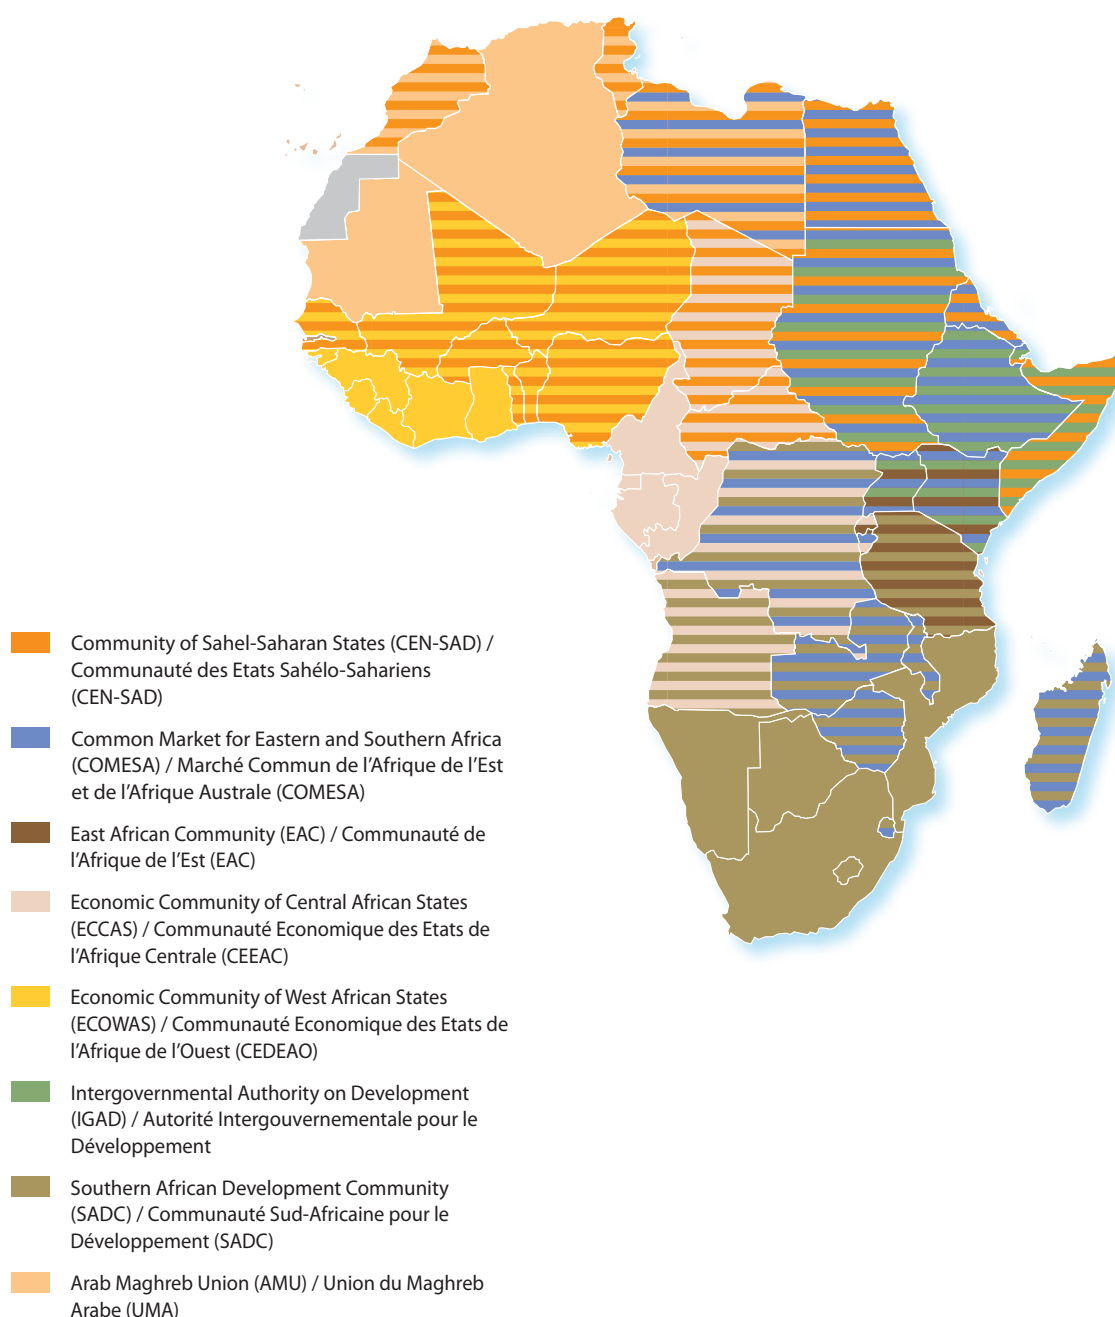 Community of Sahel-Saharan States (CEN-SAD) /
Communauté des Etats Sahélo-Sahariens
(CEN-SAD)
Common Market for Eastern and Southern Africa
(COMESA) / Marché Commun de l'Afrique de l'Est
et de l'Afrique Australe (COMESA)
East African Community (EAC) / Communauté de
l'Afrique de l'Est (EAC)
Economic Community of Central African States
(ECCAS) / Communauté Economique des Etats de
l'Afrique Centrale (CEEAC)
Economic Community of West African States
(ECOWAS) / Communauté Economique des Etats de
l'Afrique de l'Ouest (CEDEAO)
Intergovernmental Authority on Development
(IGAD) / Autorité Intergouvernementale pour le
Développement
Southern African Development Community
(SADC) / Communauté Sud-Africaine pour le
Développement (SADC)
Arab Maghreb Union (AMU) / Union du Maghreb
Arabe (UMA)